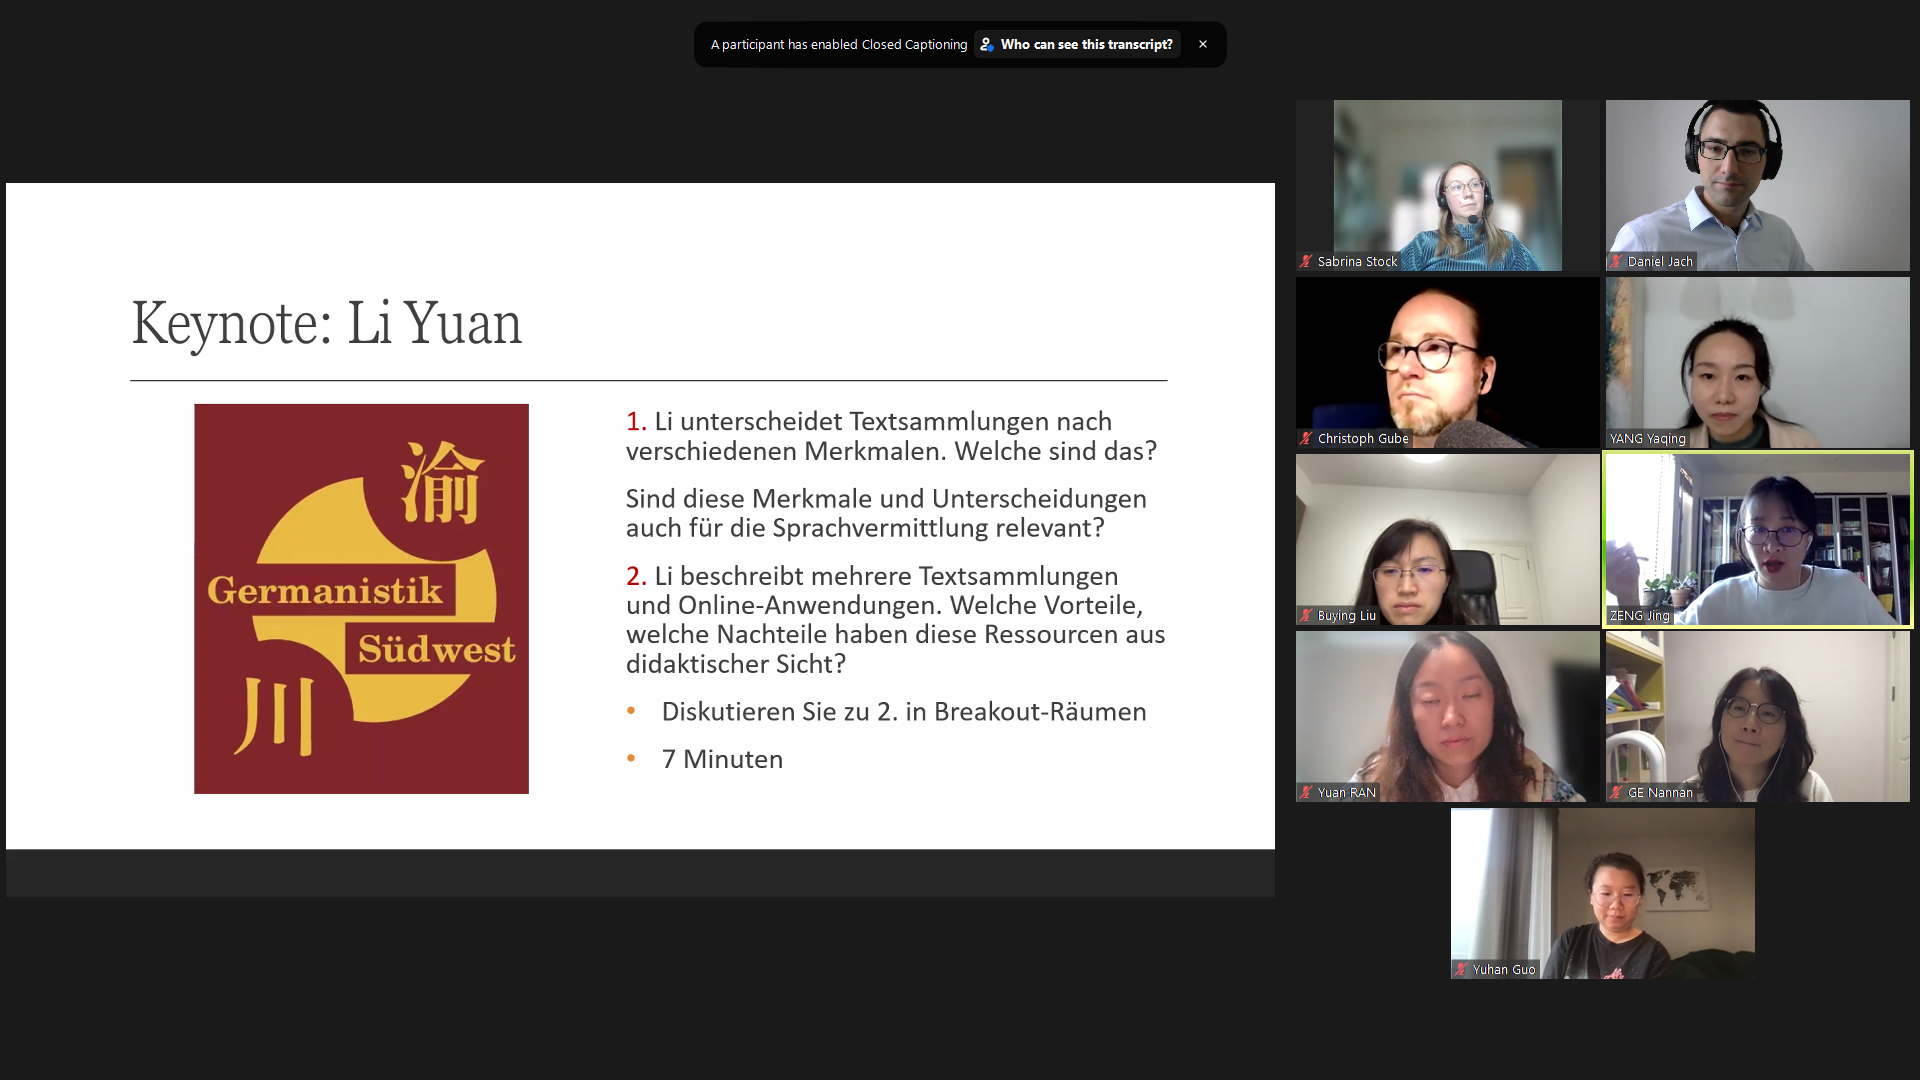 A participant has enabled Closed Captioning Who can see this transcript?
Keynote: Li Yuan
渝
Germanistik
Südwest
川
1. Li unterscheidet Textsammlungen nach
verschiedenen Merkmalen. Welche sind das?
Sind diese Merkmale und Unterscheidungen
auch für die Sprachvermittlung relevant?
2. Li beschreibt mehrere Textsammlungen
und Online-Anwendungen. Welche Vorteile,
welche Nachteile haben diese Ressourcen aus
didaktischer Sicht?
• Diskutieren Sie zu 2. in Breakout-Räumen
• 7 Minuten
Sabrina Stock
Daniel Jach
Christoph Gube
YANG Yaqing
Buying Liu
ZENG Jing
Yuan RAN
GE Nannan
Yuhan Guo